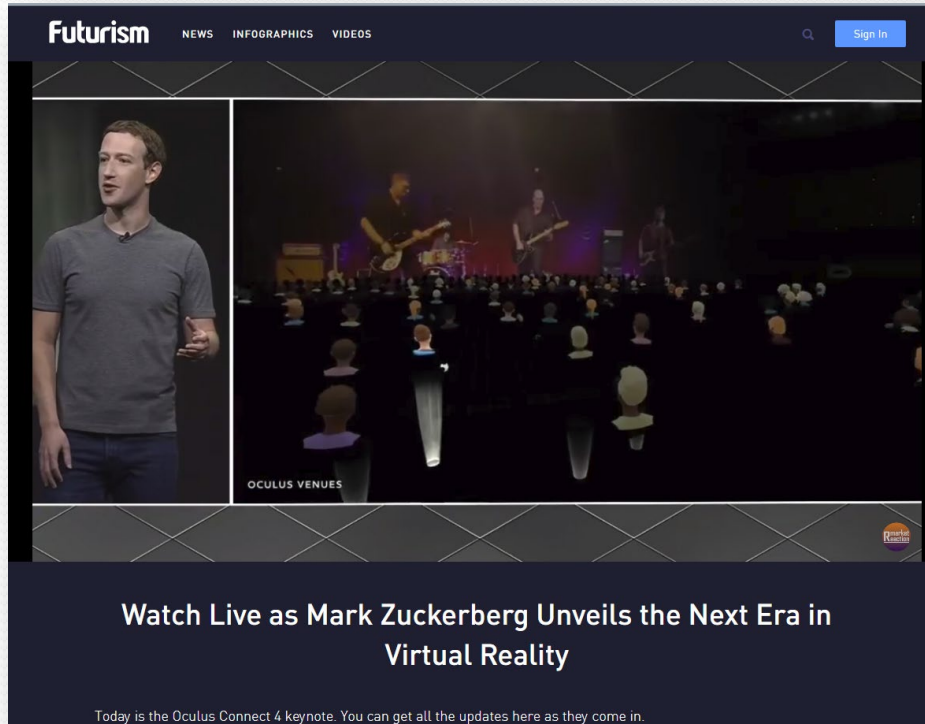 Futurism NEWS INFOGRAPHICS VIDEOS Sign In
OCULUS VENUES
market
Reaction
Watch Live as Mark Zuckerberg Unveils the Next Era in
Virtual Reality
Today is the Oculus Connect 4 keynote. You can get all the updates here as they come in.